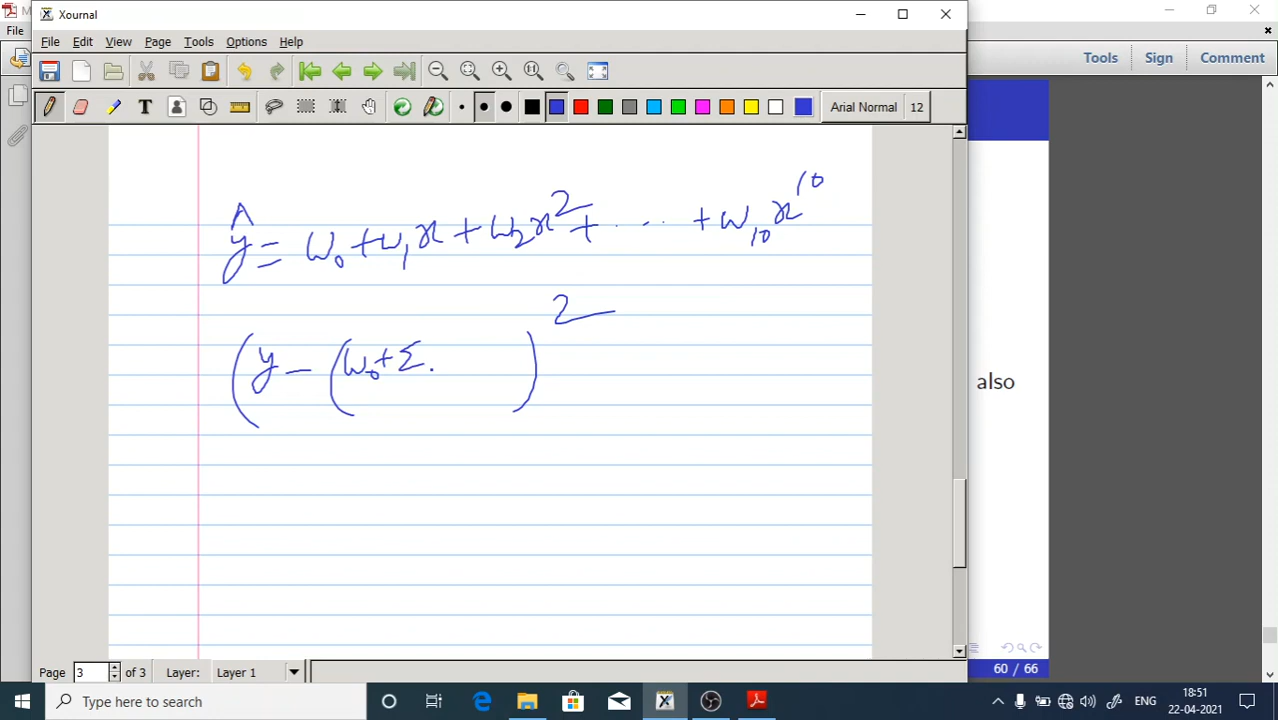 Xournal
File Edit View Page Tools Options Help
Arial Normal 12
ŷ = w₀ + w₁x + w₂x² + ..... + w₁₀x¹⁰
(y - (w₀ + Σ. )²
Page 3 of 3 Layer: Layer 1
File
Tools Sign Comment
also
60 / 66
Type here to search
ENG
18:51
22-04-2021